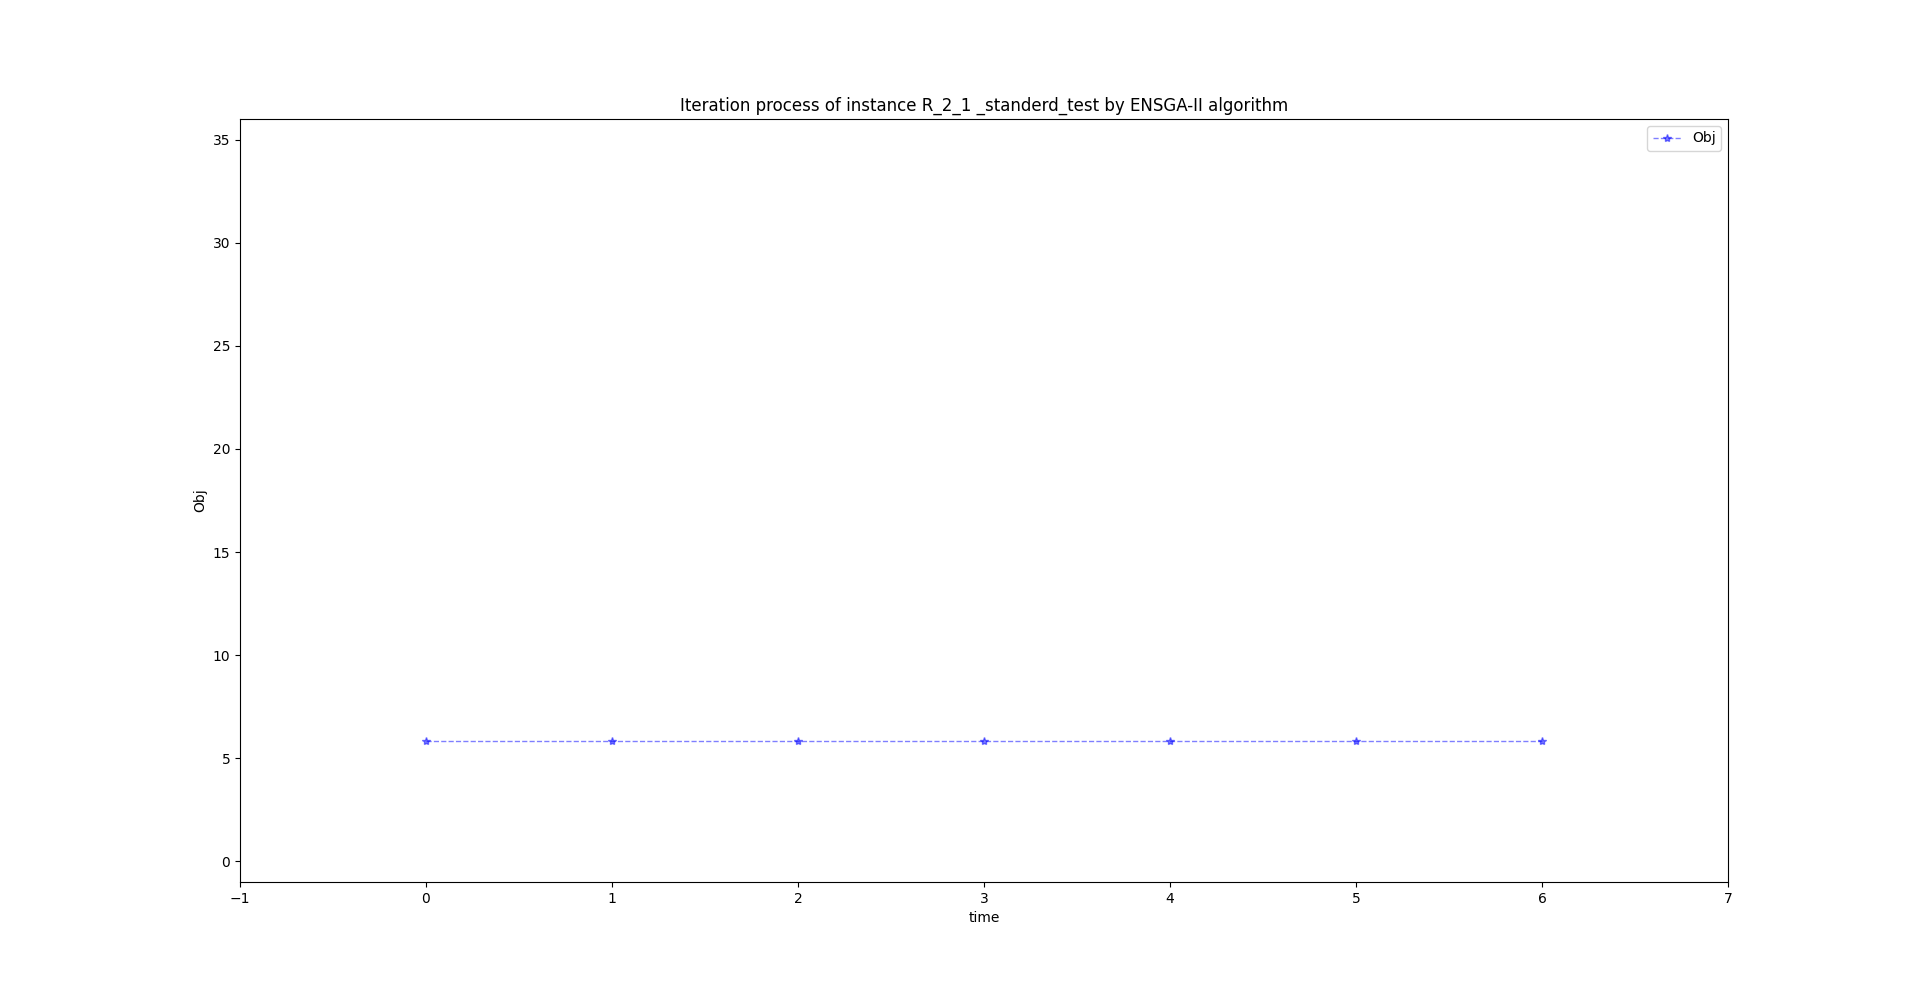 Iteration process of instance R_2_1 _standerd_test by ENSGA-II algorithm
Obj
35
30
25
20
15
10
5
0
Obj
−1 0 1 2 3 4 5 6 7
time